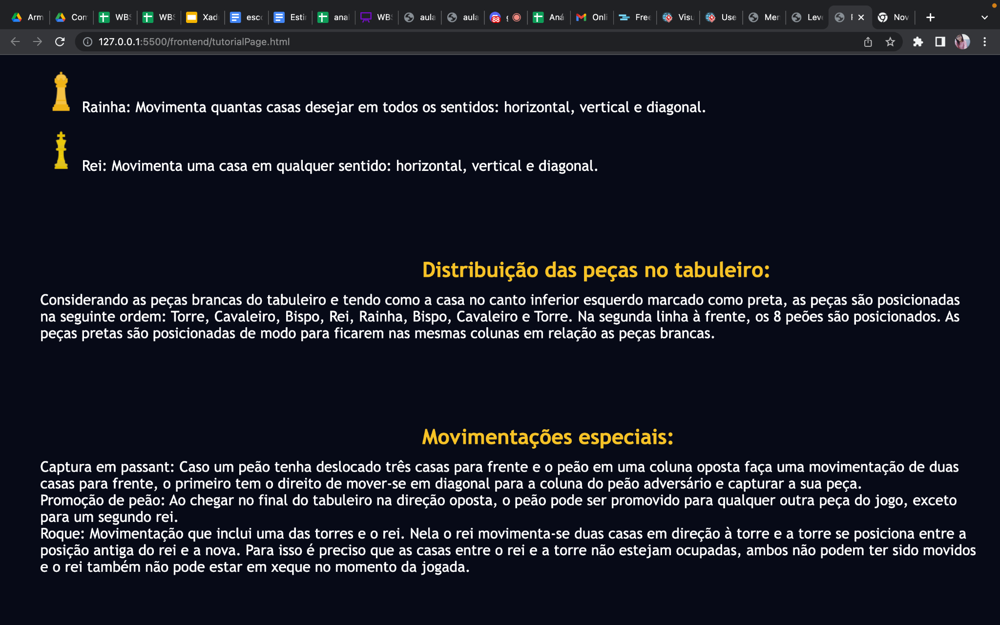 Arm Com WBS WBS Xad esco Esti anal WBS aula aula 88 Aná Onli Free Visu Use Men Leve Nov
127.0.0.1:5500/frontend/tutorialPage.html
Rainha: Movimenta quantas casas desejar em todos os sentidos: horizontal, vertical e diagonal.
Rei: Movimenta uma casa em qualquer sentido: horizontal, vertical e diagonal.
Distribuição das peças no tabuleiro:
Considerando as peças brancas do tabuleiro e tendo como a casa no canto inferior esquerdo marcado como preta, as peças são posicionadas
na seguinte ordem: Torre, Cavaleiro, Bispo, Rei, Rainha, Bispo, Cavaleiro e Torre. Na segunda linha à frente, os 8 peões são posicionados. As
peças pretas são posicionadas de modo para ficarem nas mesmas colunas em relação as peças brancas.
Movimentações especiais:
Captura em passant: Caso um peão tenha deslocado três casas para frente e o peão em uma coluna oposta faça uma movimentação de duas
casas para frente, o primeiro tem o direito de mover-se em diagonal para a coluna do peão adversário e capturar a sua peça.
Promoção de peão: Ao chegar no final do tabuleiro na direção oposta, o peão pode ser promovido para qualquer outra peça do jogo, exceto
para um segundo rei.
Roque: Movimentação que inclui uma das torres e o rei. Nela o rei movimenta-se duas casas em direção à torre e a torre se posiciona entre a
posição antiga do rei e a nova. Para isso é preciso que as casas entre o rei e a torre não estejam ocupadas, ambos não podem ter sido movidos
e o rei também não pode estar em xeque no momento da jogada.